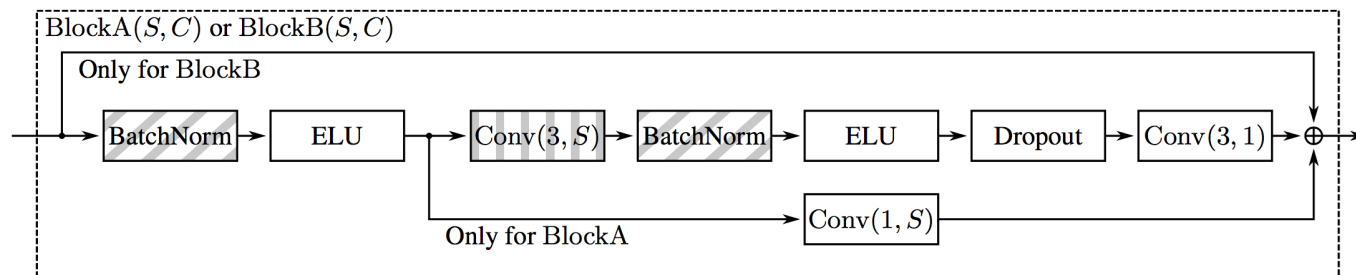 BlockA(S, C) or BlockB(S, C)
Only for BlockB
BatchNorm ELU Conv(3, S) BatchNorm ELU Dropout Conv(3, 1) ⊕
Conv(1, S)
Only for BlockA